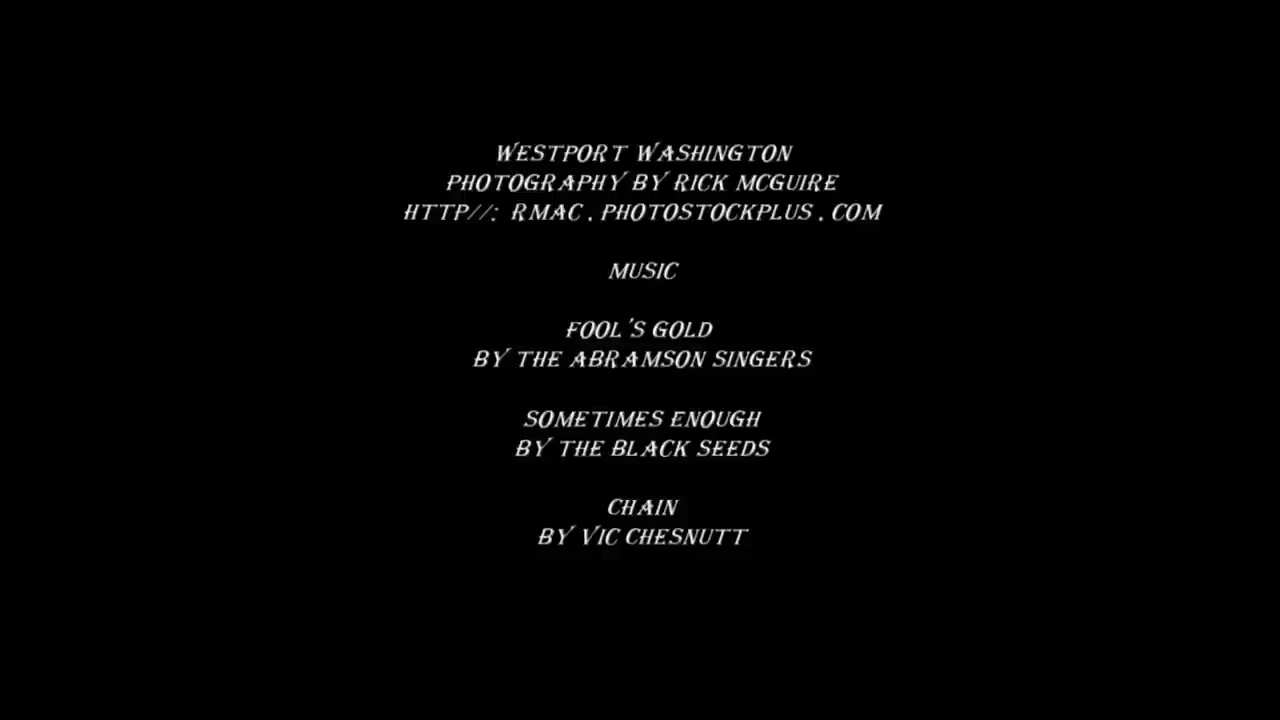 WESTPORT WASHINGTON
PHOTOGRAPHY BY RICK MCGUIRE
HTTP//: RMAC.PHOTOSTOCKPLUS.COM
MUSIC
FOOL'S GOLD
BY THE ABRAMSON SINGERS
SOMETIMES ENOUGH
BY THE BLACK SEEDS
CHAIN
BY VIC CHESNUTT